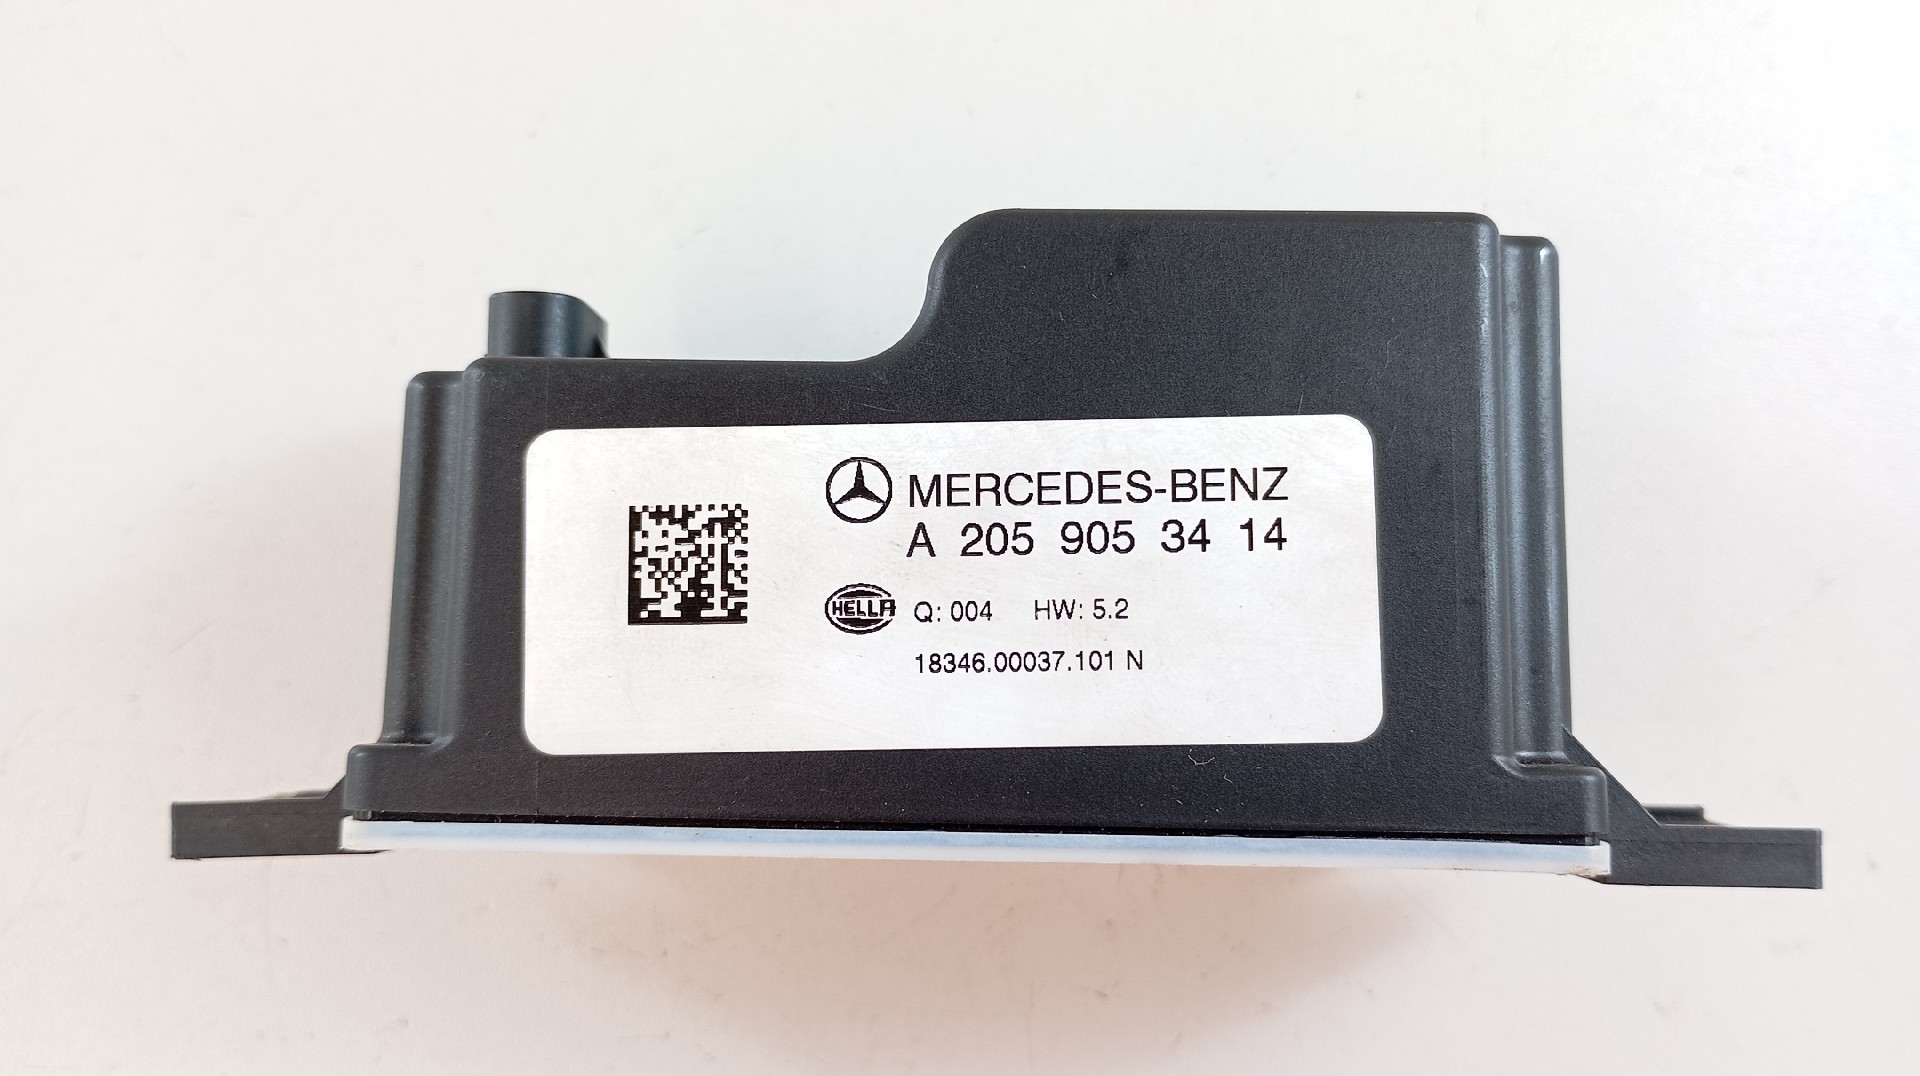 MERCEDES-BENZ
A 205 905 34 14
HELLA Q: 004 HW: 5.2
18346.00037.101 N